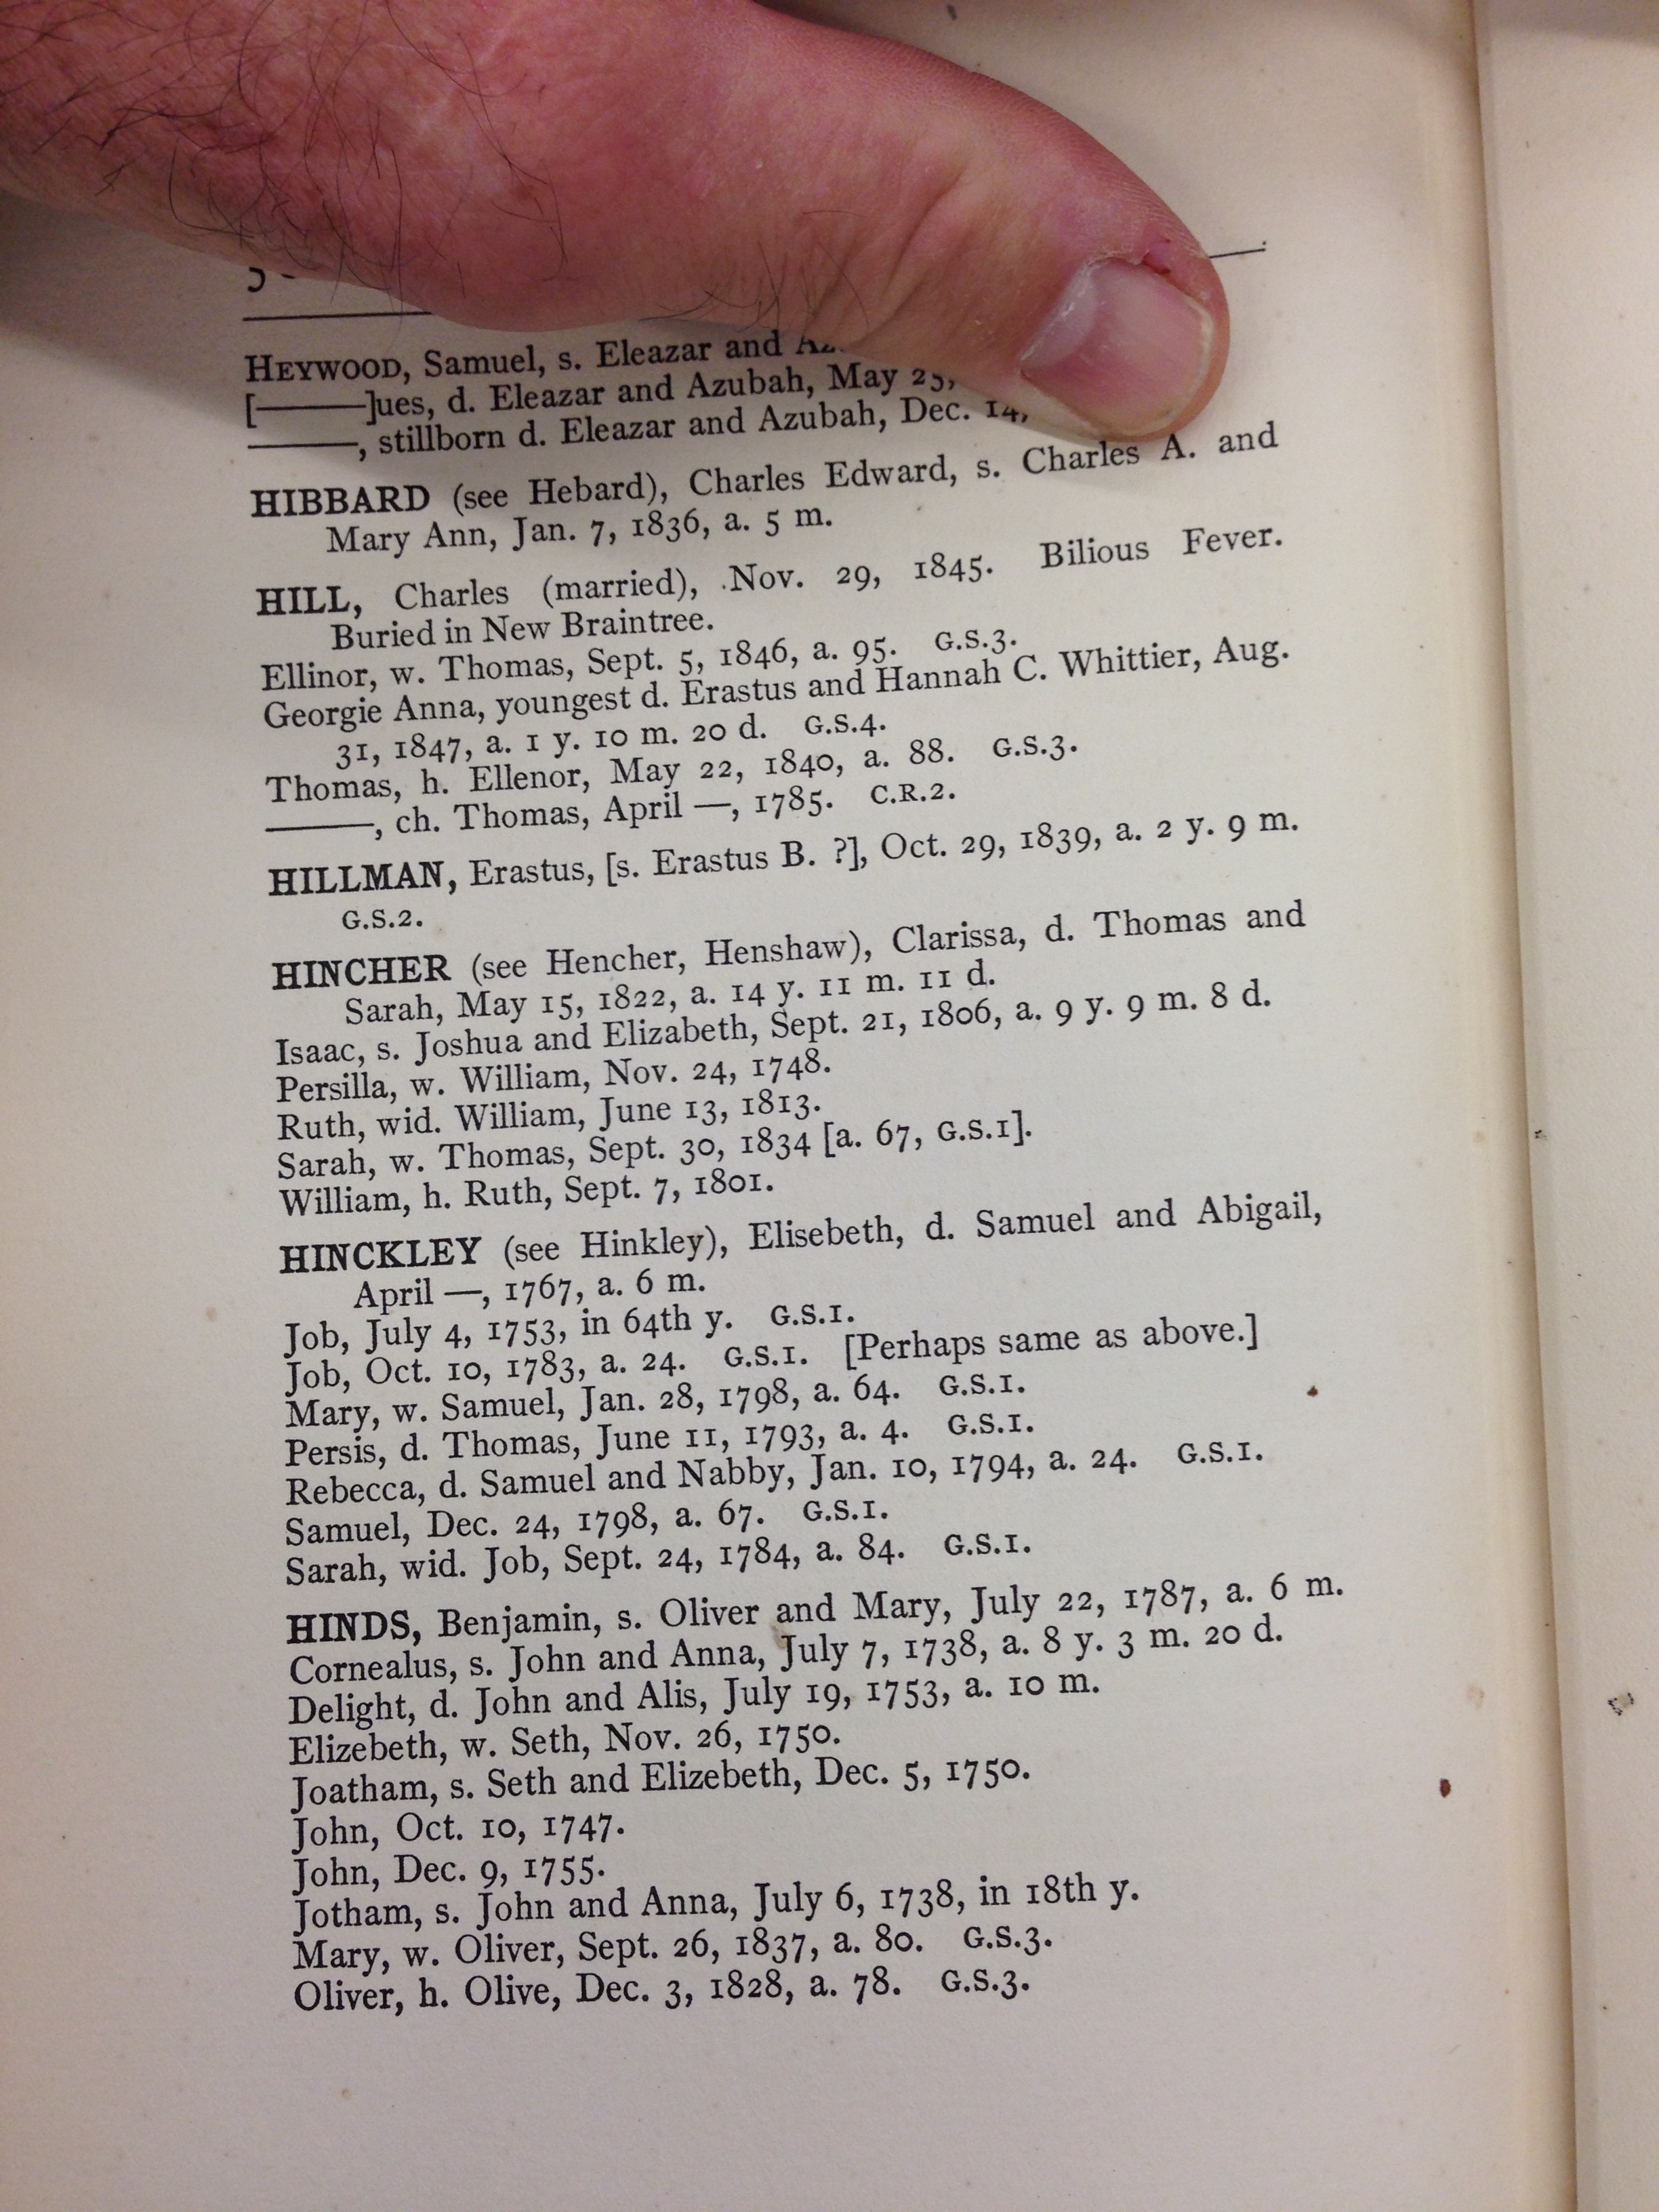 HEYWOOD, Samuel, s. Eleazar and
[———]ues, d. Eleazar and Azubah, May
———, stillborn d. Eleazar and Azubah, Dec. 14,
HIBBARD (see Hebard), Charles Edward, s. Charles A. and
Mary Ann, Jan. 7, 1836, a. 5 m.
HILL, Charles (married), Nov. 29, 1845. Bilious Fever.
Buried in New Braintree.
Ellinor, w. Thomas, Sept. 5, 1846, a. 95. G.S.3.
Georgie Anna, youngest d. Erastus and Hannah C. Whittier, Aug.
31, 1847, a. 1 y. 10 m. 20 d. G.S.4.
Thomas, h. Ellenor, May 22, 1840, a. 88. G.S.3.
———, ch. Thomas, April —, 1785. C.R.2.
HILLMAN, Erastus, [s. Erastus B. ?], Oct. 29, 1839, a. 2 y. 9 m.
G.S.2.
HINCHER (see Hencher, Henshaw), Clarissa, d. Thomas and
Sarah, May 15, 1822, a. 14 y. 11 m. 11 d.
Isaac, s. Joshua and Elizabeth, Sept. 21, 1806, a. 9 y. 9 m. 8 d.
Persilla, w. William, Nov. 24, 1748.
Ruth, wid. William, June 13, 1813.
Sarah, w. Thomas, Sept. 30, 1834 [a. 67, G.S.1].
William, h. Ruth, Sept. 7, 1801.
HINCKLEY (see Hinkley), Elisebeth, d. Samuel and Abigail,
April —, 1767, a. 6 m.
Job, July 4, 1753, in 64th y. G.S.1.
Job, Oct. 10, 1783, a. 24. G.S.1. [Perhaps same as above.]
Mary, w. Samuel, Jan. 28, 1798, a. 64. G.S.1.
Persis, d. Thomas, June 11, 1793, a. 4. G.S.1.
Rebecca, d. Samuel and Nabby, Jan. 10, 1794, a. 24. G.S.1.
Samuel, Dec. 24, 1798, a. 67. G.S.1.
Sarah, wid. Job, Sept. 24, 1784, a. 84. G.S.1.
HINDS, Benjamin, s. Oliver and Mary, July 22, 1787, a. 6 m.
Cornealus, s. John and Anna, July 7, 1738, a. 8 y. 3 m. 20 d.
Delight, d. John and Alis, July 19, 1753, a. 10 m.
Elizebeth, w. Seth, Nov. 26, 1750.
Joatham, s. Seth and Elizebeth, Dec. 5, 1750.
John, Oct. 10, 1747.
John, Dec. 9, 1755.
Jotham, s. John and Anna, July 6, 1738, in 18th y.
Mary, w. Oliver, Sept. 26, 1837, a. 80. G.S.3.
Oliver, h. Olive, Dec. 3, 1828, a. 78. G.S.3.